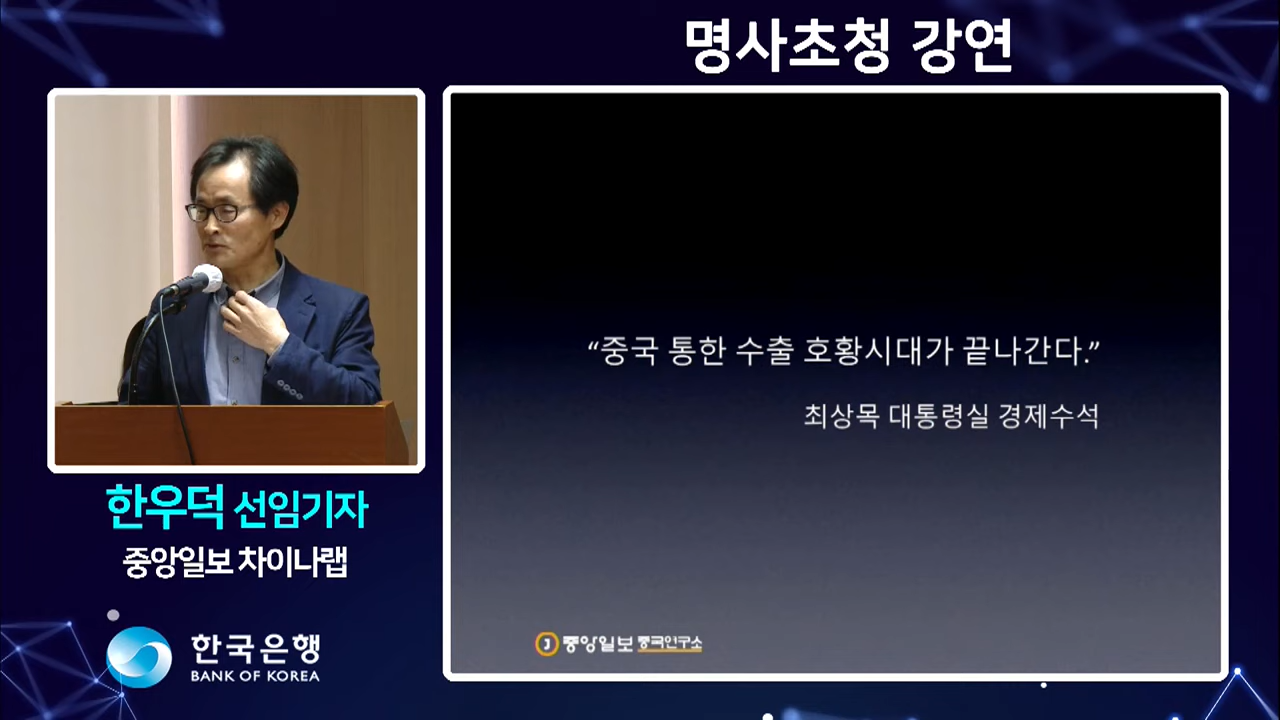 명사초청 강연
“중국 통한 수출 호황시대가 끝나간다.”
최상목 대통령실 경제수석
J 중앙일보 중국연구소
한우덕 선임기자
중앙일보 차이나랩
한국은행
BANK OF KOREA